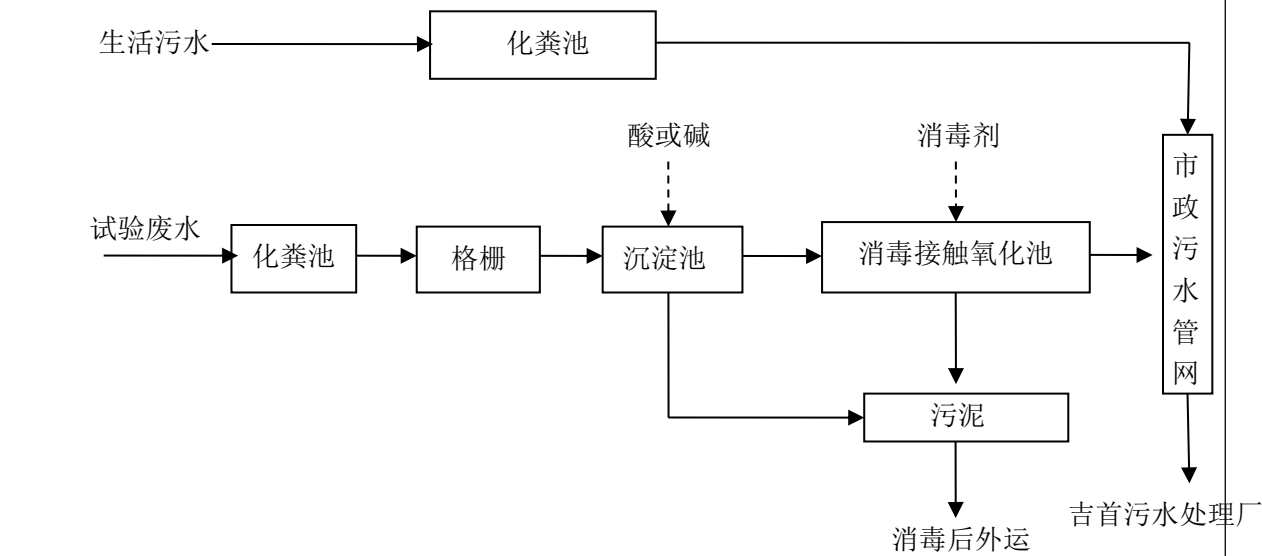 生活污水
化粪池
酸或碱
消毒剂
试验废水
化粪池
格栅
沉淀池
消毒接触氧化池
市政污水管网
污泥
吉首污水处理厂
消毒后外运